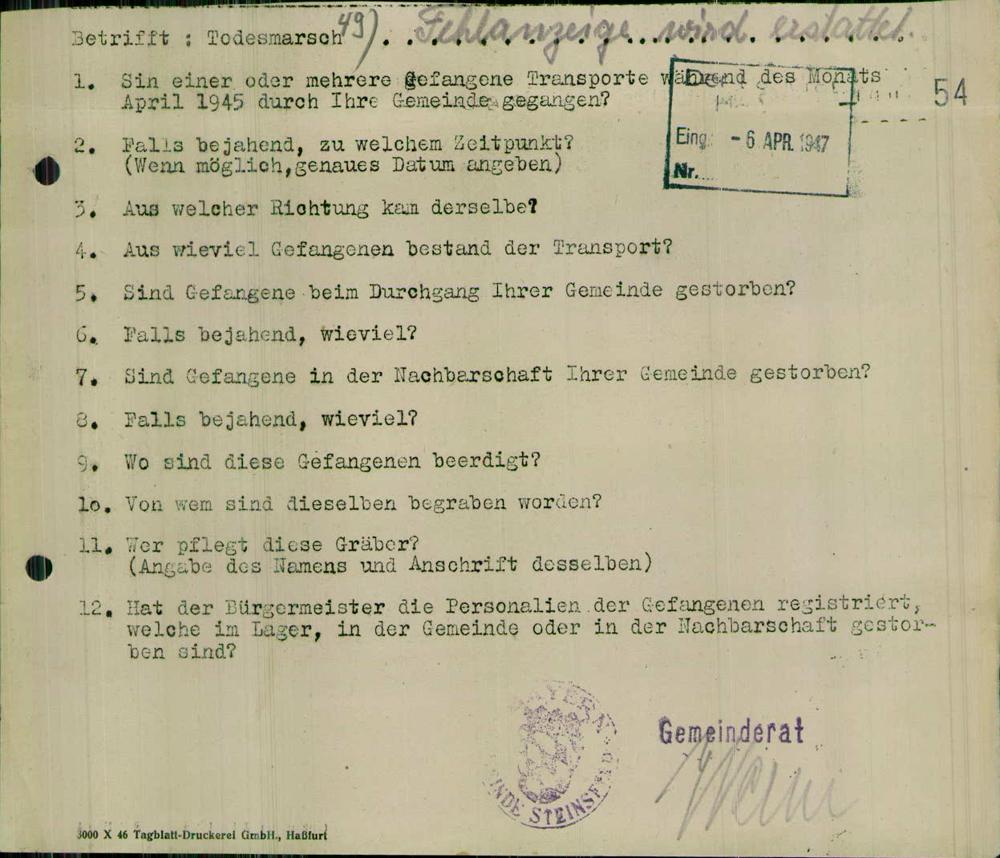 Betrifft : Todesmarsch 49) Fehlanzeige wird erstattet.
1. Sin einer oder mehrere gefangene Transporte während des Monats
April 1945 durch Ihre Gemeinde gegangen?
54
Eing. - 6 APR. 1947
Nr.
2. Falls bejahend, zu welchem Zeitpunkt?
(Wenn möglich,genaues Datum angeben)
3. Aus welcher Richtung kam derselbe?
4. Aus wieviel Gefangenen bestand der Transport?
5. Sind Gefangene beim Durchgang Ihrer Gemeinde gestorben?
6. Falls bejahend, wieviel?
7. Sind Gefangene in der Nachbarschaft Ihrer Gemeinde gestorben?
8. Falls bejahend, wieviel?
9. Wo sind diese Gefangenen beerdigt?
1o. Von wem sind dieselben begraben worden?
11. Wer pflegt diese Gräber?
(Angabe des Namens und Anschrift desselben)
12. Hat der Bürgermeister die Personalien der Gefangenen registriert,
welche im Lager, in der Gemeinde oder in der Nachbarschaft gestor-
ben sind?
BAYERN
Gemeinderat
3000 X 46 Tagblatt-Druckerei GmbH., Haßfurt